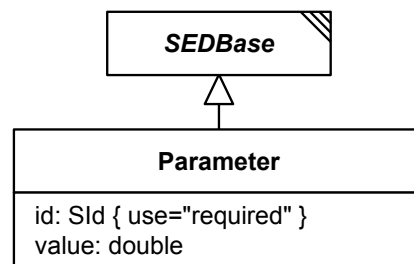 SEDBase
Parameter
id: SId { use="required" }
value: double